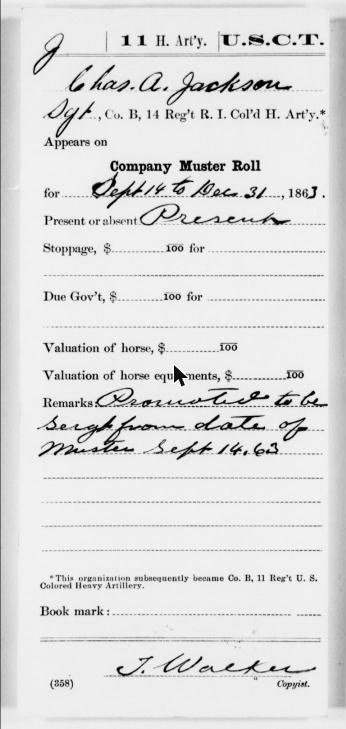 J | 11 H. Art'y. | U.S.C.T.
Chas. A. Jackson
Sgt., Co. B, 14 Reg't R. I. Col'd H. Art'y.*
Appears on
Company Muster Roll
for Sept 14 to Dec 31, 1863.
Present or absent Present
Stoppage, $ 100 for
Due Gov't, $ 100 for
Valuation of horse, $ 100
Valuation of horse equipments, $ 100
Remarks: Promoted to be
Sergt from date of
Muster Sept 14, 63
*This organization subsequently became Co. B, 11 Reg't U. S.
Colored Heavy Artillery.
Book mark:
J. Walker
(358) Copyist.